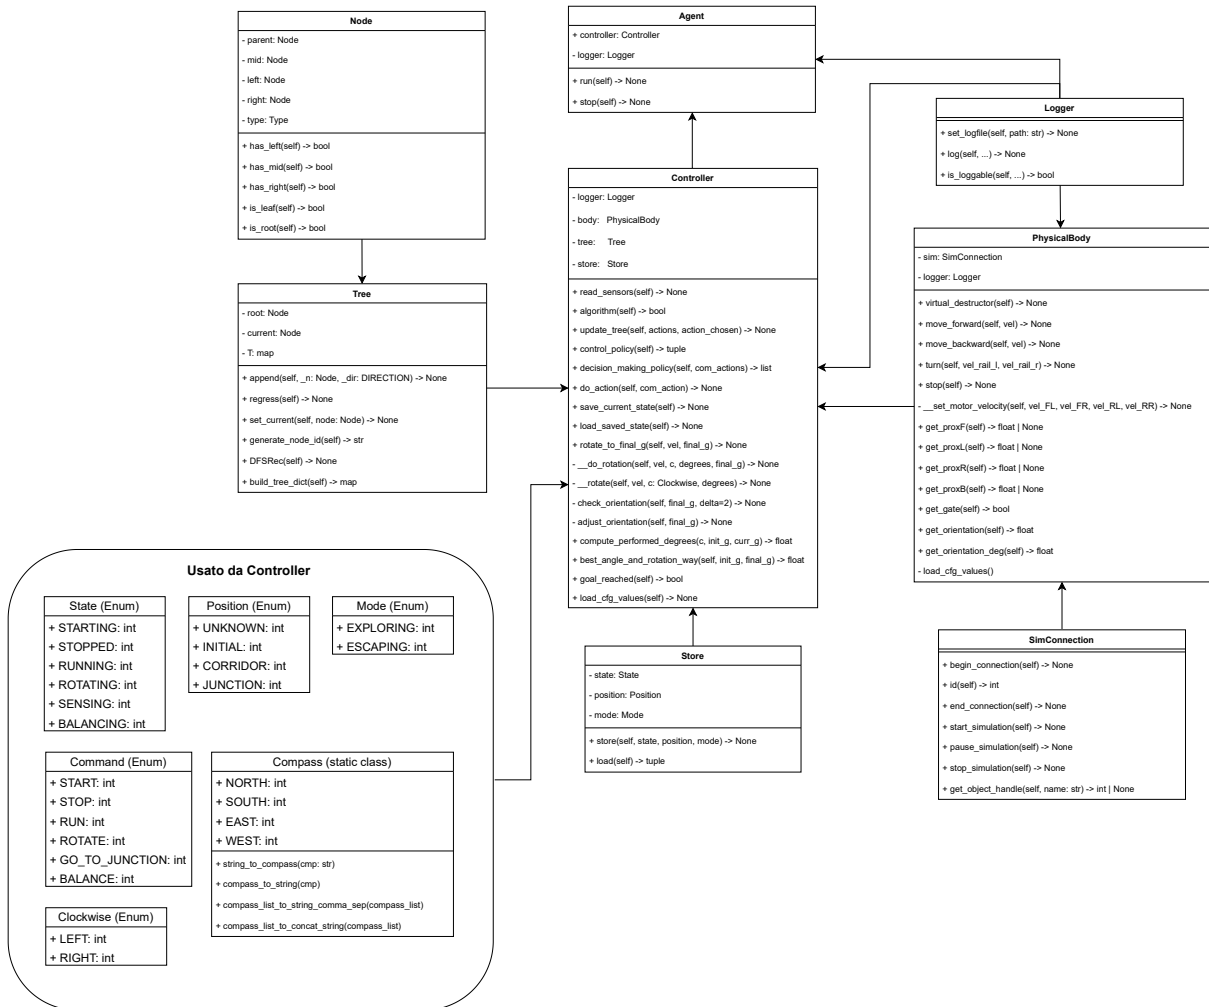 Node
- parent: Node
- mid: Node
- left: Node
- right: Node
- type: Type
+ has_left(self) -> bool
+ has_mid(self) -> bool
+ has_right(self) -> bool
+ is_leaf(self) -> bool
+ is_root(self) -> bool
Agent
+ controller: Controller
- logger: Logger
+ run(self) -> None
+ stop(self) -> None
Logger
+ set_logfile(self, path: str) -> None
+ log(self, ...) -> None
+ is_loggable(self, ...) -> bool
Controller
- logger: Logger
- body: PhysicalBody
- tree: Tree
- store: Store
+ read_sensors(self) -> None
+ algorithm(self) -> bool
+ update_tree(self, actions, action_chosen) -> None
+ control_policy(self) -> tuple
+ decision_making_policy(self, com_actions) -> list
+ do_action(self, com_action) -> None
+ save_current_state(self) -> None
+ load_saved_state(self) -> None
+ rotate_to_final_g(self, vel, final_g) -> None
- __do_rotation(self, vel, c, degrees, final_g) -> None
- __rotate(self, vel, c: Clockwise, degrees) -> None
- check_orientation(self, final_g, delta=2) -> None
- adjust_orientation(self, final_g) -> None
+ compute_performed_degrees(c, init_g, curr_g) -> float
+ best_angle_and_rotation_way(self, init_g, final_g) -> float
+ goal_reached(self) -> bool
+ load_cfg_values(self) -> None
PhysicalBody
- sim: SimConnection
- logger: Logger
+ virtual_destructor(self) -> None
+ move_forward(self, vel) -> None
+ move_backward(self, vel) -> None
+ turn(self, vel_rail_l, vel_rail_r) -> None
+ stop(self) -> None
- __set_motor_velocity(self, vel_FL, vel_FR, vel_RL, vel_RR) -> None
+ get_proxF(self) -> float | None
+ get_proxL(self) -> float | None
+ get_proxR(self) -> float | None
+ get_proxB(self) -> float | None
+ get_gate(self) -> bool
+ get_orientation(self) -> float
+ get_orientation_deg(self) -> float
- load_cfg_values()
Tree
- root: Node
- current: Node
- T: map
+ append(self, _n: Node, _dir: DIRECTION) -> None
+ regress(self) -> None
+ set_current(self, node: Node) -> None
+ generate_node_id(self) -> str
+ DFSRec(self) -> None
+ build_tree_dict(self) -> map
Usato da Controller
State (Enum)
+ STARTING: int
+ STOPPED: int
+ RUNNING: int
+ ROTATING: int
+ SENSING: int
+ BALANCING: int
Position (Enum)
+ UNKNOWN: int
+ INITIAL: int
+ CORRIDOR: int
+ JUNCTION: int
Mode (Enum)
+ EXPLORING: int
+ ESCAPING: int
Command (Enum)
+ START: int
+ STOP: int
+ RUN: int
+ ROTATE: int
+ GO_TO_JUNCTION: int
+ BALANCE: int
Compass (static class)
+ NORTH: int
+ SOUTH: int
+ EAST: int
+ WEST: int
+ string_to_compass(cmp: str)
+ compass_to_string(cmp)
+ compass_list_to_string_comma_sep(compass_list)
+ compass_list_to_concat_string(compass_list)
Clockwise (Enum)
+ LEFT: int
+ RIGHT: int
Store
- state: State
- position: Position
- mode: Mode
+ store(self, state, position, mode) -> None
+ load(self) -> tuple
SimConnection
+ begin_connection(self) -> None
+ id(self) -> int
+ end_connection(self) -> None
+ start_simulation(self) -> None
+ pause_simulation(self) -> None
+ stop_simulation(self) -> None
+ get_object_handle(self, name: str) -> int | None